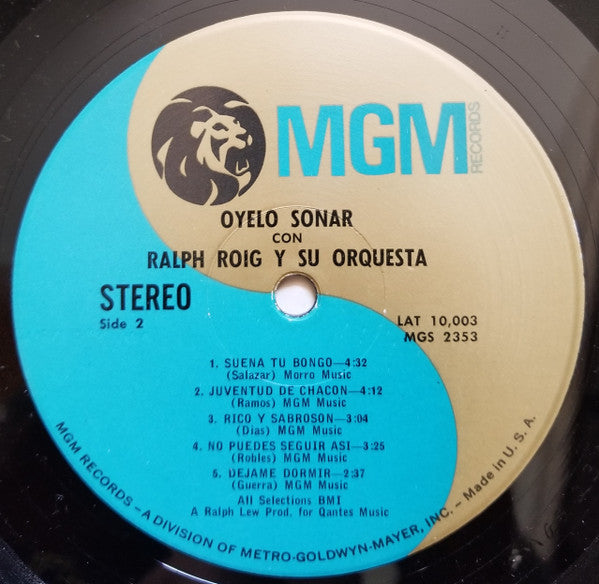 MGM
RECORDS
OYELO SONAR
CON
RALPH ROIG Y SU ORQUESTA
STEREO
Side 2
LAT 10,003
MGS 2353
1. SUENA TU BONGO—4:32
(Salazar) Morro Music
2. JUVENTUD DE CHACON—4:12
(Ramos) MGM Music
3. RICO Y SABROSON—3:04
(Dias) MGM Music
4. NO PUEDES SEGUIR ASI—3:25
(Robles) MGM Music
5. DEJAME DORMIR—2:37
(Guerra) MGM Music
All Selections BMI
A Ralph Lew Prod. for Qantes Music
MGM RECORDS – A DIVISION OF METRO-GOLDWYN-MAYER, INC. – Made in U. S. A.